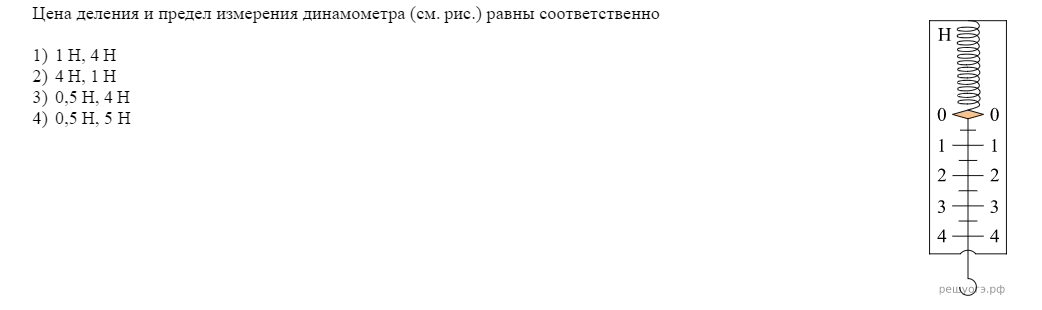 Цена деления и предел измерения динамометра (см. рис.) равны соответственно
1) 1 Н, 4 Н
2) 4 Н, 1 Н
3) 0,5 Н, 4 Н
4) 0,5 Н, 5 Н
Н
0 0
1 1
2 2
3 3
4 4
решуогэ.рф